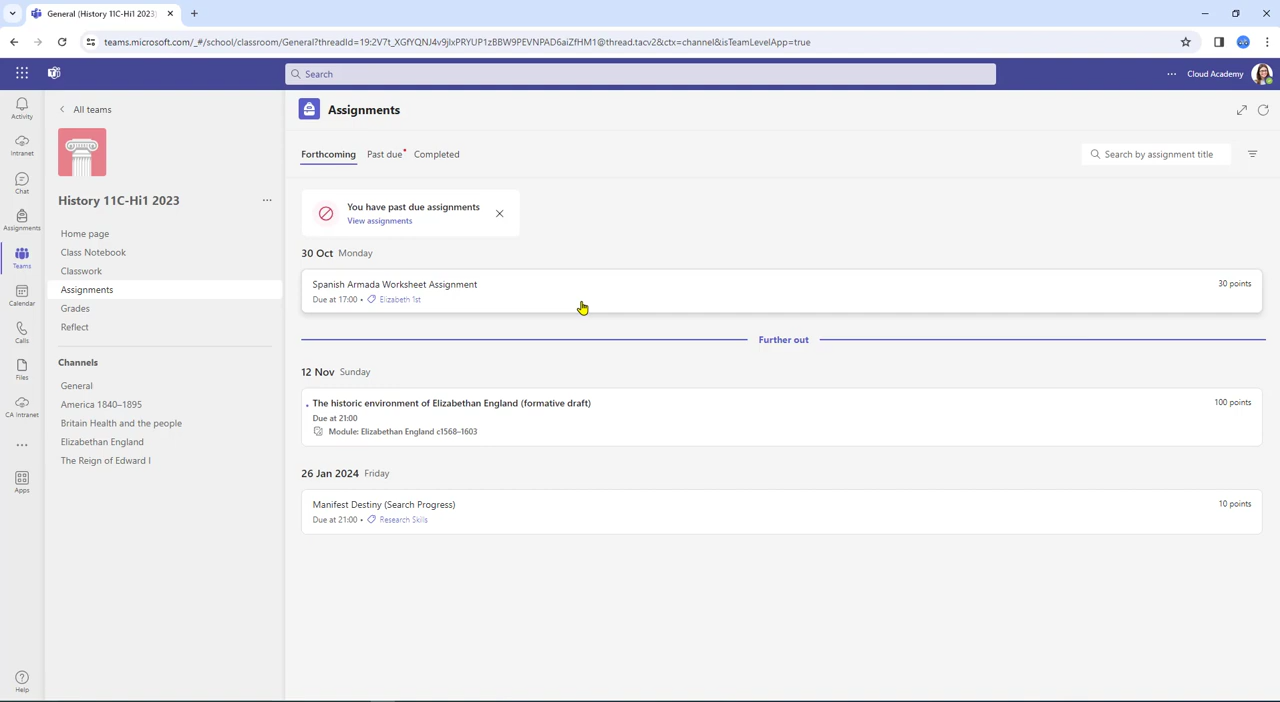 General (History 11C-Hi1 2023)
teams.microsoft.com/_#/school/classroom/General?threadId=19:2V7t_XGfYQNJ4v9jlxPRYUP1zBBW9PEVNPAD6aiZfHM1@thread.tacv2&ctx=channel&isTeamLevelApp=true
Search
Cloud Academy
Activity
Intranet
Chat
Assignments
Teams
Calendar
Calls
Files
CA Intranet
Apps
Help
All teams
History 11C-Hi1 2023
Home page
Class Notebook
Classwork
Assignments
Grades
Reflect
Channels
General
America 1840–1895
Britain Health and the people
Elizabethan England
The Reign of Edward I
Assignments
Forthcoming Past due Completed
Search by assignment title
You have past due assignments
View assignments
30 Oct Monday
Spanish Armada Worksheet Assignment 30 points
Due at 17:00 • Elizabeth 1st
Further out
12 Nov Sunday
The historic environment of Elizabethan England (formative draft) 100 points
Due at 21:00
Module: Elizabethan England c1568–1603
26 Jan 2024 Friday
Manifest Destiny (Search Progress) 10 points
Due at 21:00 • Research Skills